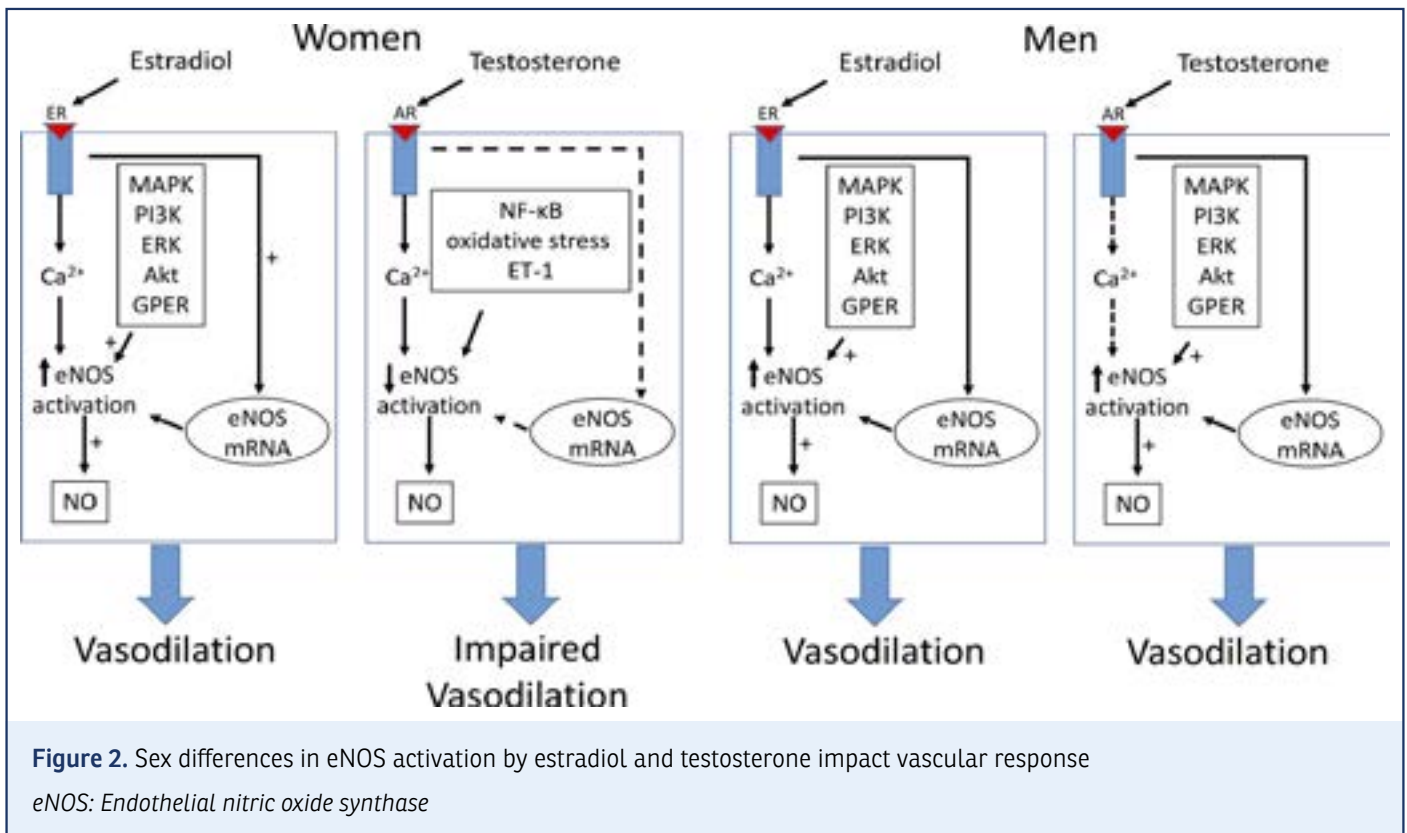 Women
Estradiol
ER
MAPK
PI3K
ERK
Akt
GPER
Ca²⁺
+
+
eNOS
activation
+
eNOS
mRNA
NO
Vasodilation
Testosterone
AR
NF-κB
oxidative stress
ET-1
Ca²⁺
eNOS
activation
eNOS
mRNA
NO
Impaired
Vasodilation
Men
Estradiol
ER
MAPK
PI3K
ERK
Akt
GPER
Ca²⁺
+
eNOS
activation
+
eNOS
mRNA
NO
Vasodilation
Testosterone
AR
MAPK
PI3K
ERK
Akt
GPER
Ca²⁺
+
eNOS
activation
+
eNOS
mRNA
NO
Vasodilation
Figure 2. Sex differences in eNOS activation by estradiol and testosterone impact vascular response
eNOS: Endothelial nitric oxide synthase